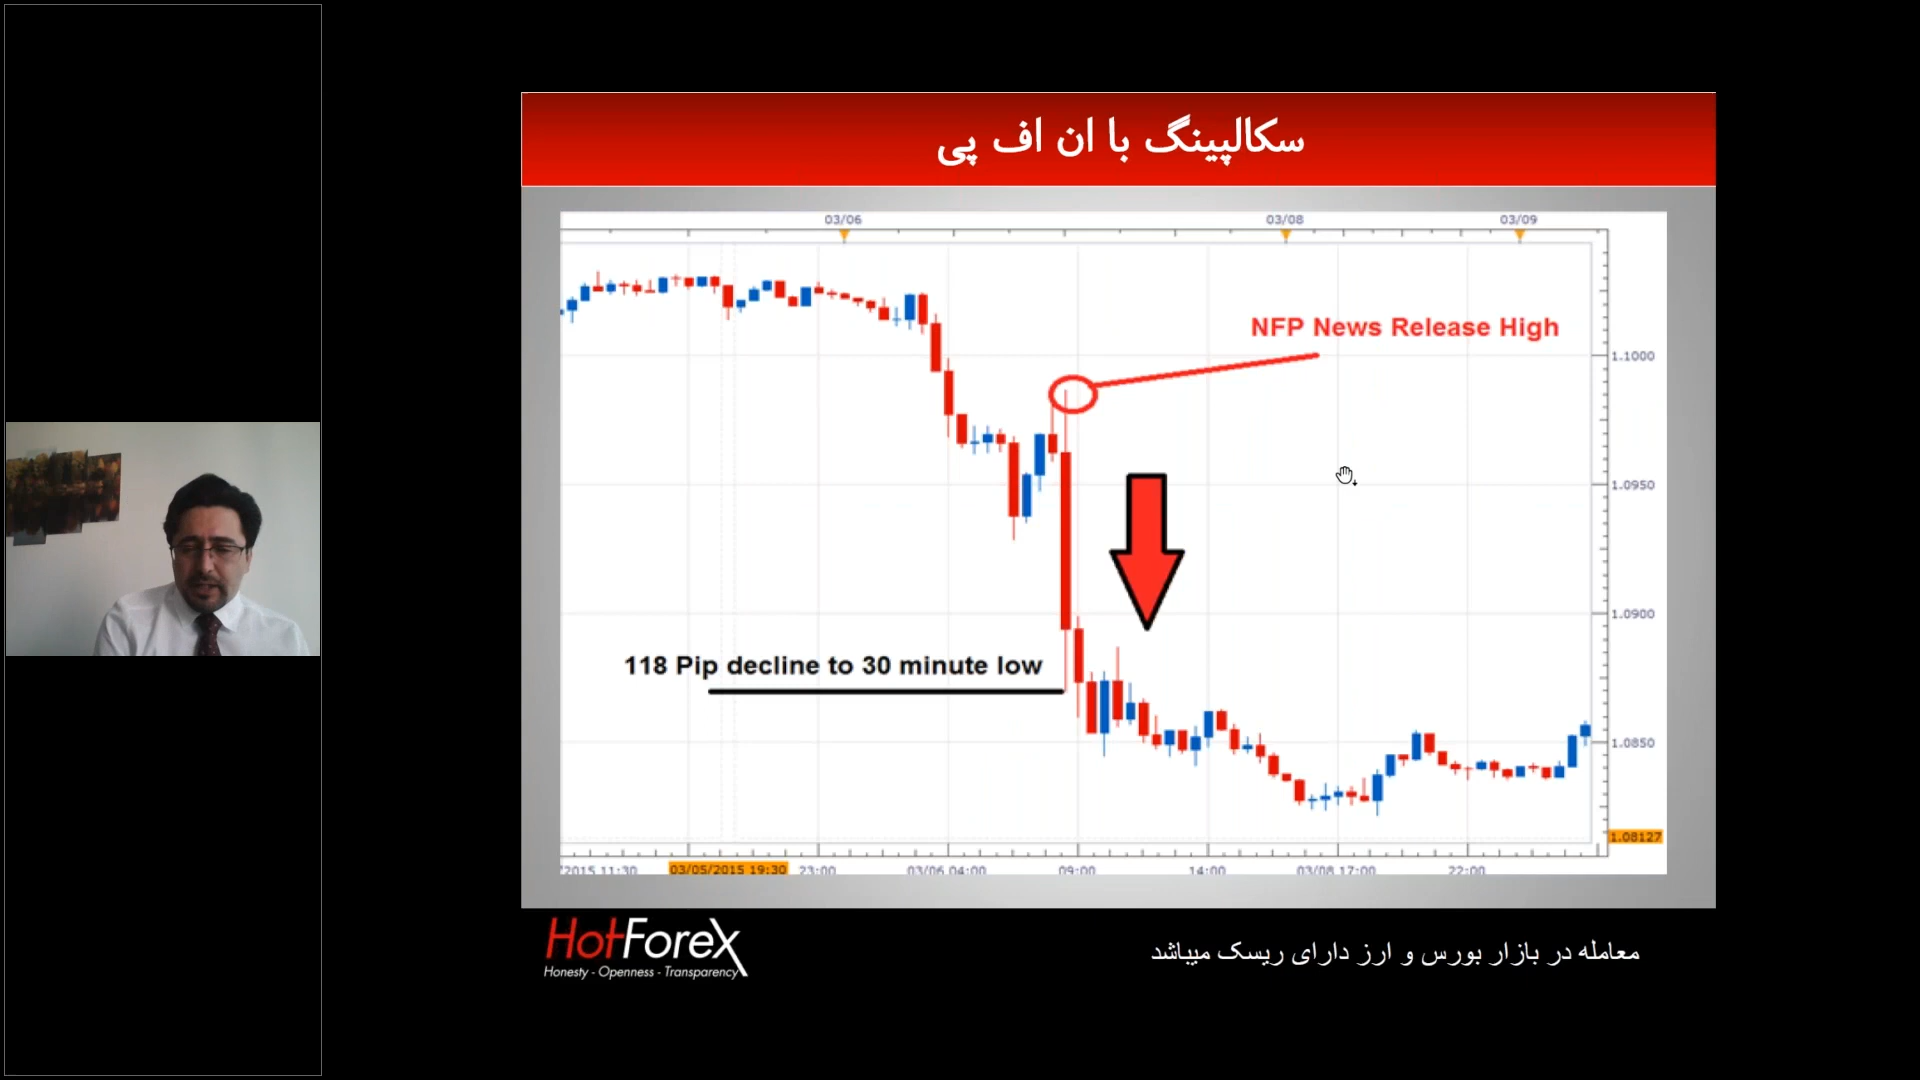 سکالپینگ با ان اف پی
03/06 03/08 03/09
NFP News Release High
1.1000
1.0950
1.0900
118 Pip decline to 30 minute low
1.0850
1.08127
/2015 11:30 03/05/2015 19:30 23:00 03/06 04:00 09:00 14:00 03/08 17:00 22:00
HotForex
Honesty - Openness - Transparency
معامله در بازار بورس و ارز دارای ریسک میباشد